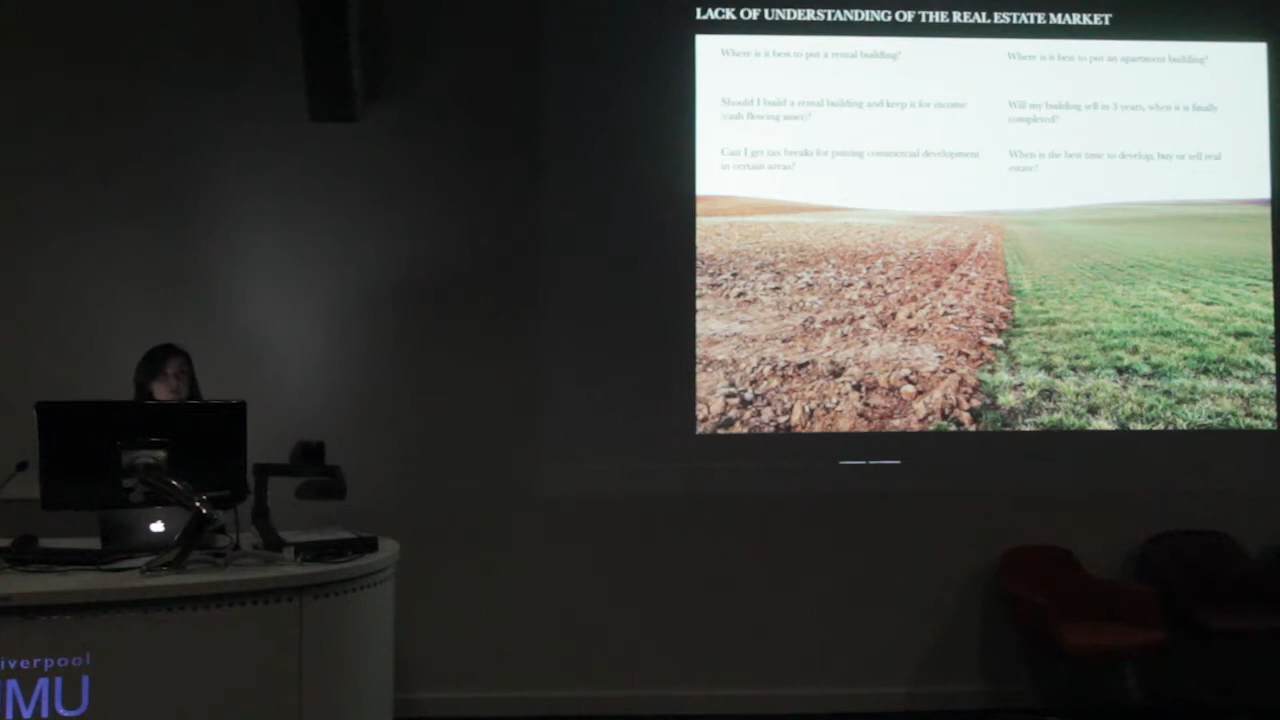 LACK OF UNDERSTANDING OF THE REAL ESTATE MARKET
Where is it best to put a rental building?
Should I build a rental building and keep it for income
(cash flowing asset)?
Can I get tax breaks for putting commercial development
in certain areas?
Where is it best to put an apartment building?
Will my building sell in 3 years, when it is finally
completed?
When is the best time to develop, buy or sell real
estate?
iverpool
JMU